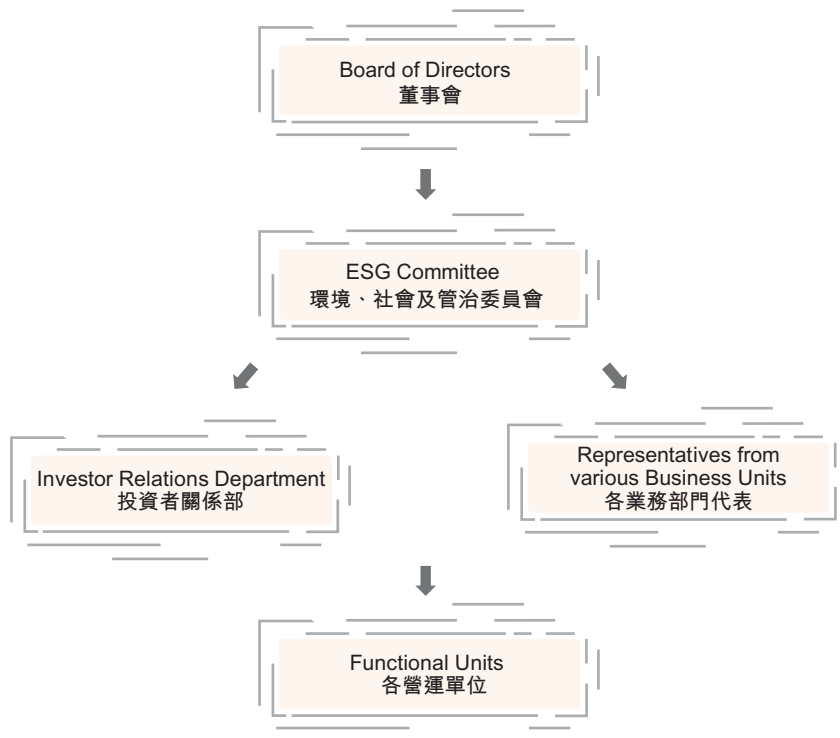 Board of Directors
董事會
ESG Committee
環境、社會及管治委員會
Investor Relations Department
投資者關係部
Representatives from
various Business Units
各業務部門代表
Functional Units
各營運單位